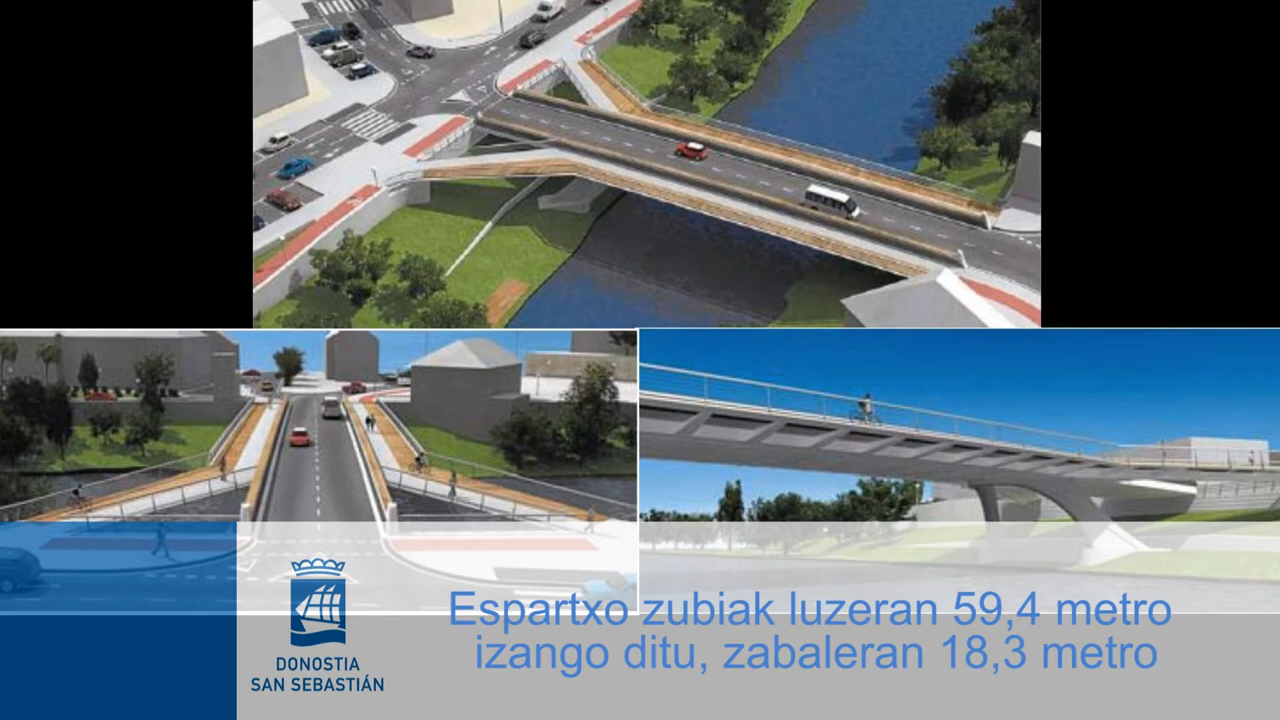 Espartxo zubiak luzeran 59,4 metro
izango ditu, zabaleran 18,3 metro
DONOSTIA
SAN SEBASTIÁN